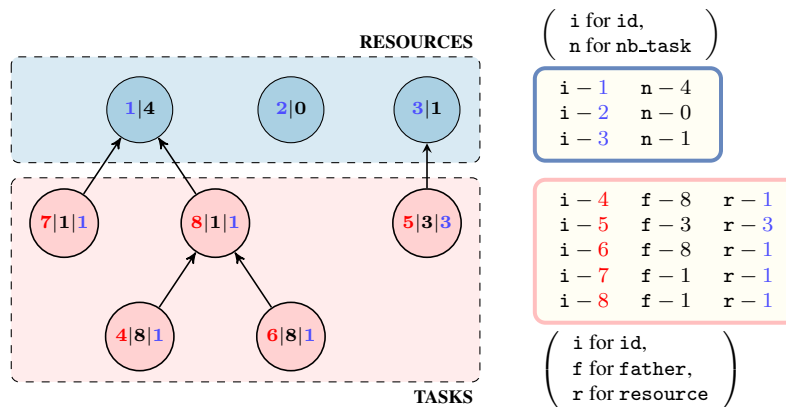 RESOURCES
1|4
2|0
3|1
7|1|1
8|1|1
5|3|3
4|8|1
6|8|1
TASKS
i for id,
n for nb_task
i – 1 n – 4
i – 2 n – 0
i – 3 n – 1
i – 4 f – 8 r – 1
i – 5 f – 3 r – 3
i – 6 f – 8 r – 1
i – 7 f – 1 r – 1
i – 8 f – 1 r – 1
i for id,
f for father,
r for resource